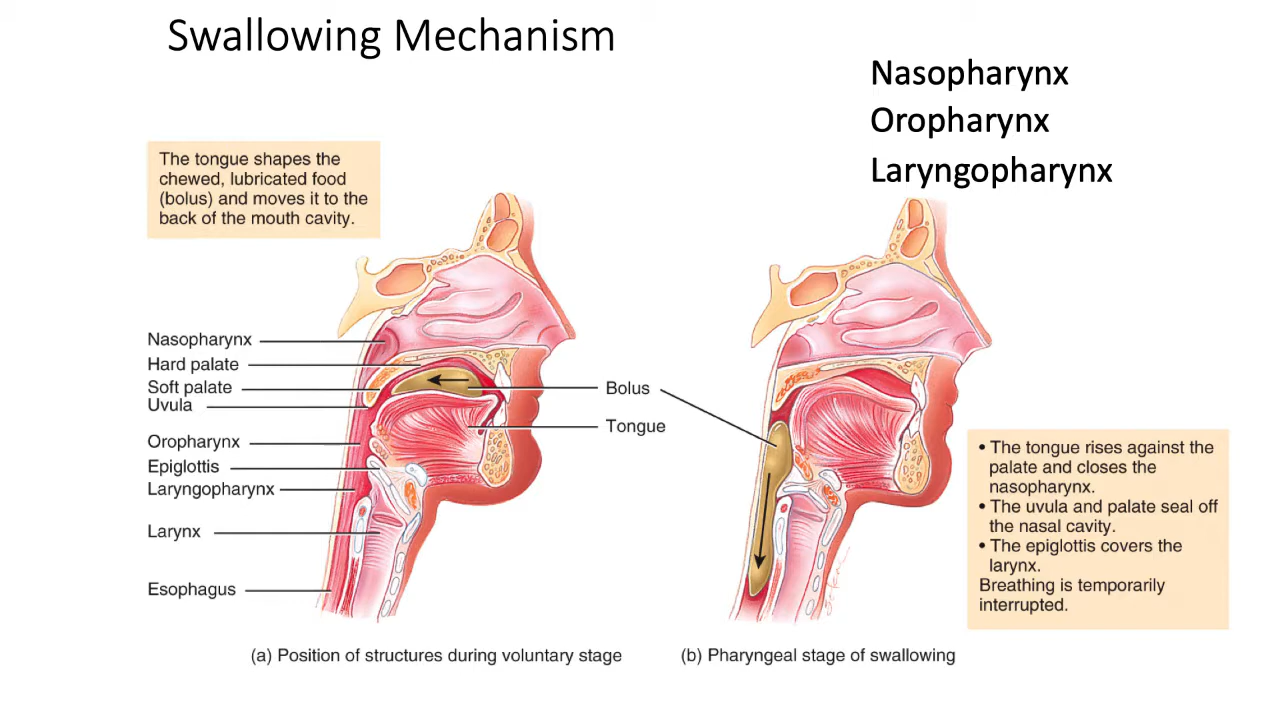 Swallowing Mechanism
Nasopharynx
Oropharynx
Laryngopharynx
The tongue shapes the
chewed, lubricated food
(bolus) and moves it to the
back of the mouth cavity.
Nasopharynx
Hard palate
Soft palate
Uvula
Oropharynx
Epiglottis
Laryngopharynx
Larynx
Esophagus
Bolus
Tongue
• The tongue rises against the
palate and closes the
nasopharynx.
• The uvula and palate seal off
the nasal cavity.
• The epiglottis covers the
larynx.
Breathing is temporarily
interrupted.
(a) Position of structures during voluntary stage
(b) Pharyngeal stage of swallowing